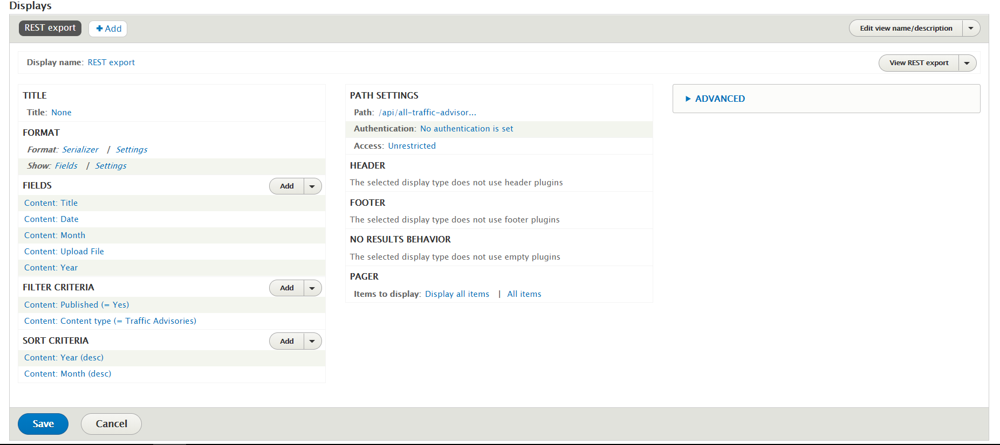 Displays
REST export
Add
Edit view name/description
Display name: REST export
View REST export
TITLE
Title: None
FORMAT
Format: Serializer | Settings
Show: Fields | Settings
FIELDS
Add
Content: Title
Content: Date
Content: Month
Content: Upload File
Content: Year
FILTER CRITERIA
Add
Content: Published (= Yes)
Content: Content type (= Traffic Advisories)
SORT CRITERIA
Add
Content: Year (desc)
Content: Month (desc)
PATH SETTINGS
Path: /api/all-traffic-advisor...
Authentication: No authentication is set
Access: Unrestricted
HEADER
The selected display type does not use header plugins
FOOTER
The selected display type does not use footer plugins
NO RESULTS BEHAVIOR
The selected display type does not use empty plugins
PAGER
Items to display: Display all items | All items
ADVANCED
Save
Cancel